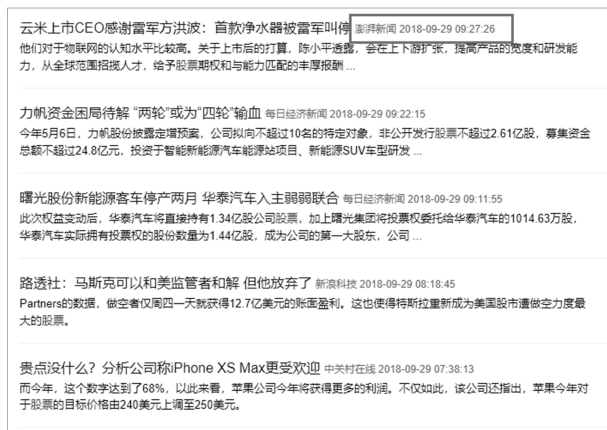 云米上市CEO感谢雷军方洪波：首款净水器被雷军叫停 澎湃新闻 2018-09-29 09:27:26
他们对于物联网的认知水平比较高。关于上市后的打算，陈小平透露，会在上下游扩张，提高产品的宽度和研发能
力，从全球范围招揽人才，给予股票期权和与能力匹配的丰厚报酬 ...
力帆资金困局待解 “两轮”或为“四轮”输血 每日经济新闻 2018-09-29 09:22:15
今年5月6日，力帆股份披露定增预案，公司拟向不超过10名的特定对象，非公开发行股票不超过2.61亿股，募集资金
总额不超过24.8亿元，投资于智能新能源汽车能源站项目、新能源SUV车型研发 ...
曙光股份新能源客车停产两月 华泰汽车入主弱弱联合 每日经济新闻 2018-09-29 09:11:55
此次权益变动后，华泰汽车将直接持有1.34亿股公司股票，加上曙光集团将投票权委托给华泰汽车的1014.63万股，
华泰汽车实际拥有投票权的股份数量为1.44亿股，成为公司的第一大股东，公司 ...
路透社：马斯克可以和美监管者和解 但他放弃了 新浪科技 2018-09-29 08:18:45
Partners的数据，做空者仅周四一天就获得12.7亿美元的账面盈利。这也使得特斯拉重新成为美国股市遭做空力度最
大的股票。
贵点没什么？分析公司称iPhone XS Max更受欢迎 中关村在线 2018-09-29 07:38:13
而今年，这个数字达到了68%，以此来看，苹果公司今年将获得更多的利润。不仅如此，该公司还指出，苹果今年对
于股票的目标价格由240美元上调至250美元。